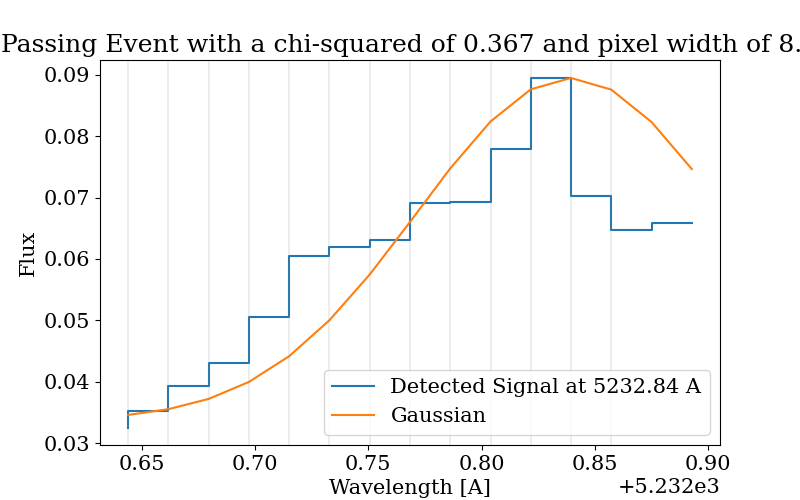 Passing Event with a chi-squared of 0.367 and pixel width of 8.
0.09
0.08
0.07
0.06
0.05
0.04
0.03
Flux
Detected Signal at 5232.84 A
Gaussian
0.65 0.70 0.75 0.80 0.85 0.90
Wavelength [A]
+5.232e3